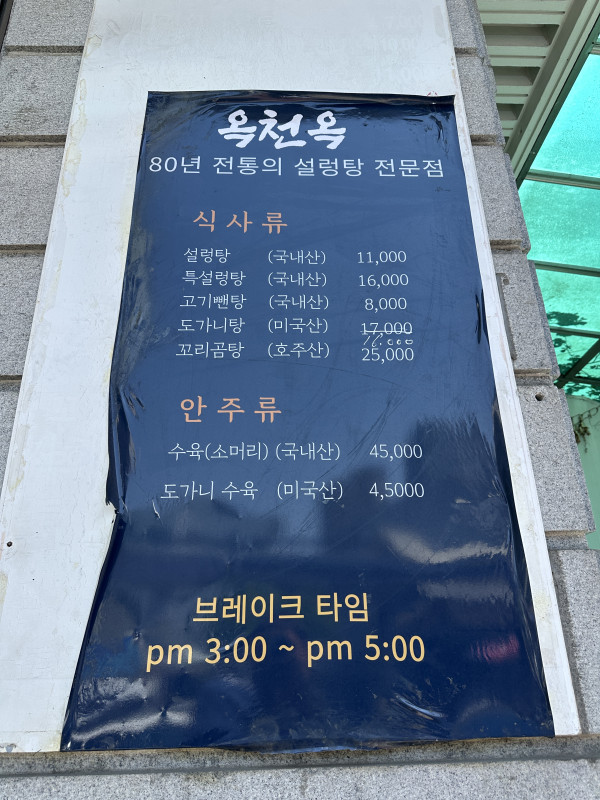 옥천옥
80년 전통의 설렁탕 전문점
식사류
설렁탕 (국내산) 11,000
특설렁탕 (국내산) 16,000
고기뺀탕 (국내산) 8,000
도가니탕 (미국산) 17,000
꼬리곰탕 (호주산) 25,000
안주류
수육(소머리) (국내산) 45,000
도가니 수육 (미국산) 4,5000
브레이크 타임
pm 3:00 ~ pm 5:00